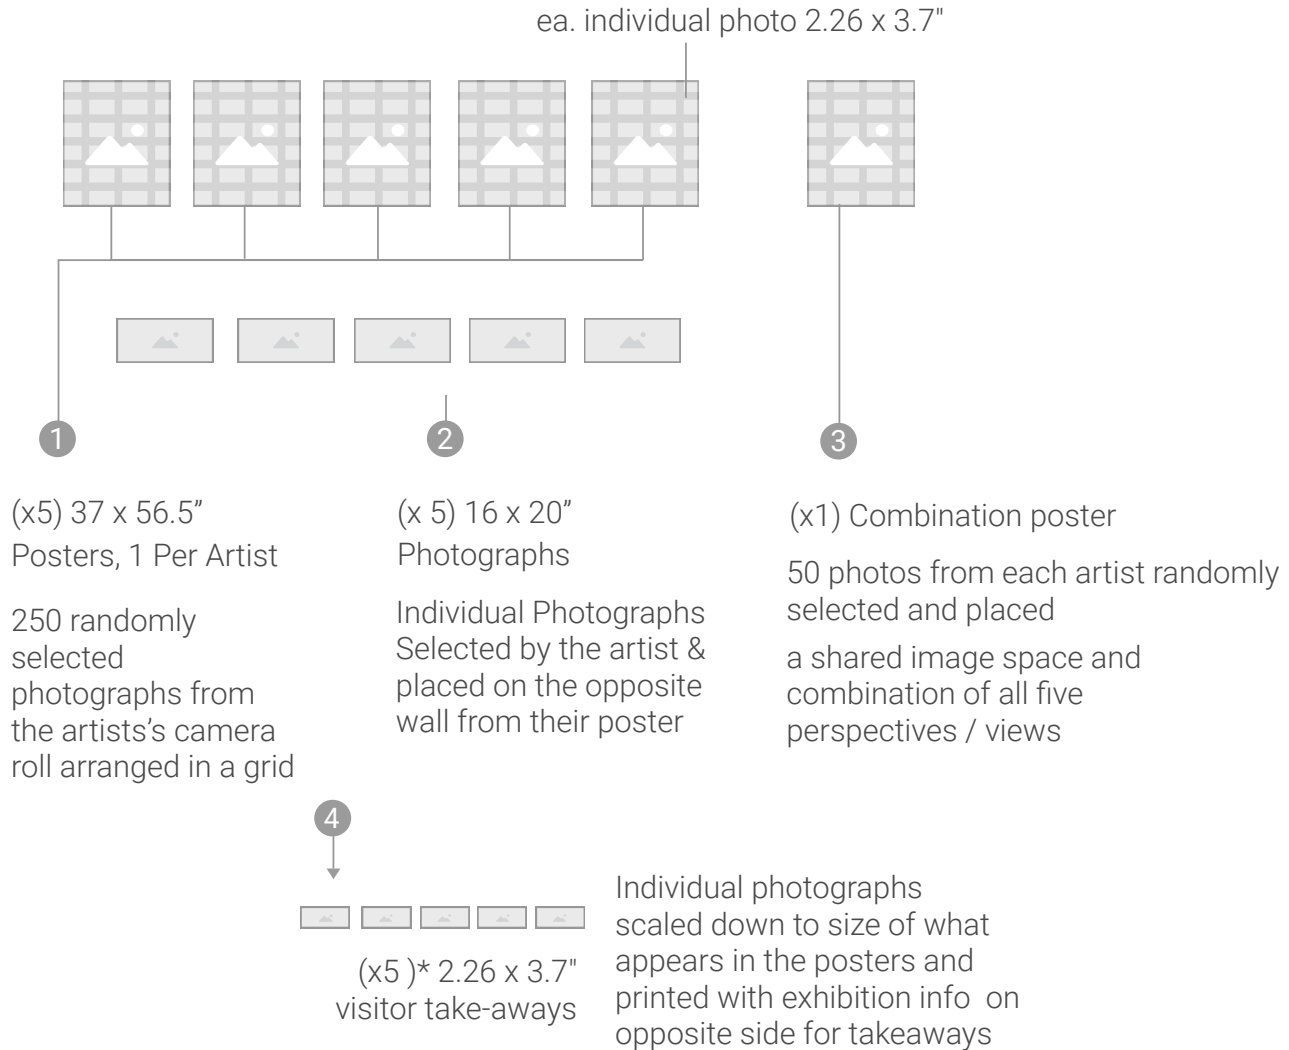 ea. individual photo 2.26 x 3.7"
1
(x5) 37 x 56.5”
Posters, 1 Per Artist
250 randomly
selected
photographs from
the artists's camera
roll arranged in a grid
2
(x 5) 16 x 20”
Photographs
Individual Photographs
Selected by the artist &
placed on the opposite
wall from their poster
3
(x1) Combination poster
50 photos from each artist randomly
selected and placed
a shared image space and
combination of all five
perspectives / views
4
(x5 )* 2.26 x 3.7"
visitor take-aways
Individual photographs
scaled down to size of what
appears in the posters and
printed with exhibition info  on
opposite side for takeaways